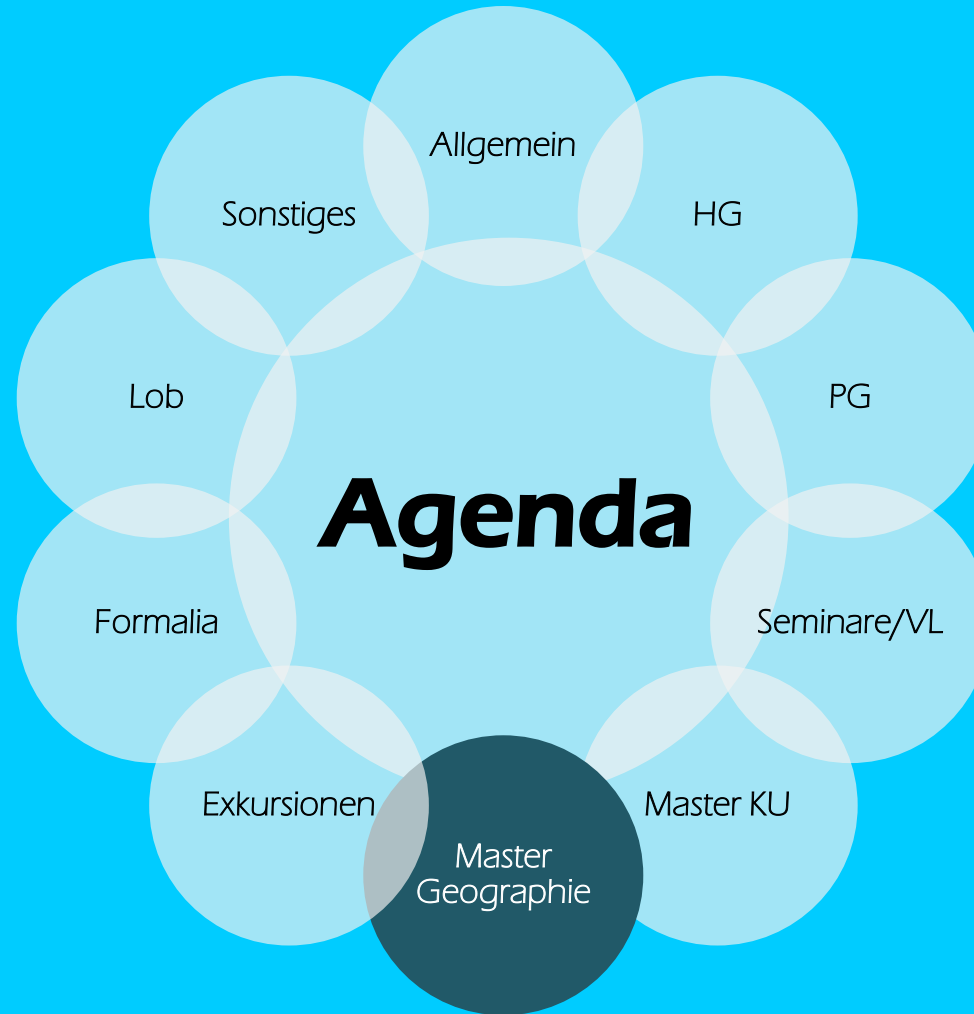 Allgemein
Sonstiges
HG
Lob
PG
Agenda
Formalia
Seminare/VL
Exkursionen
Master KU
Master
Geographie